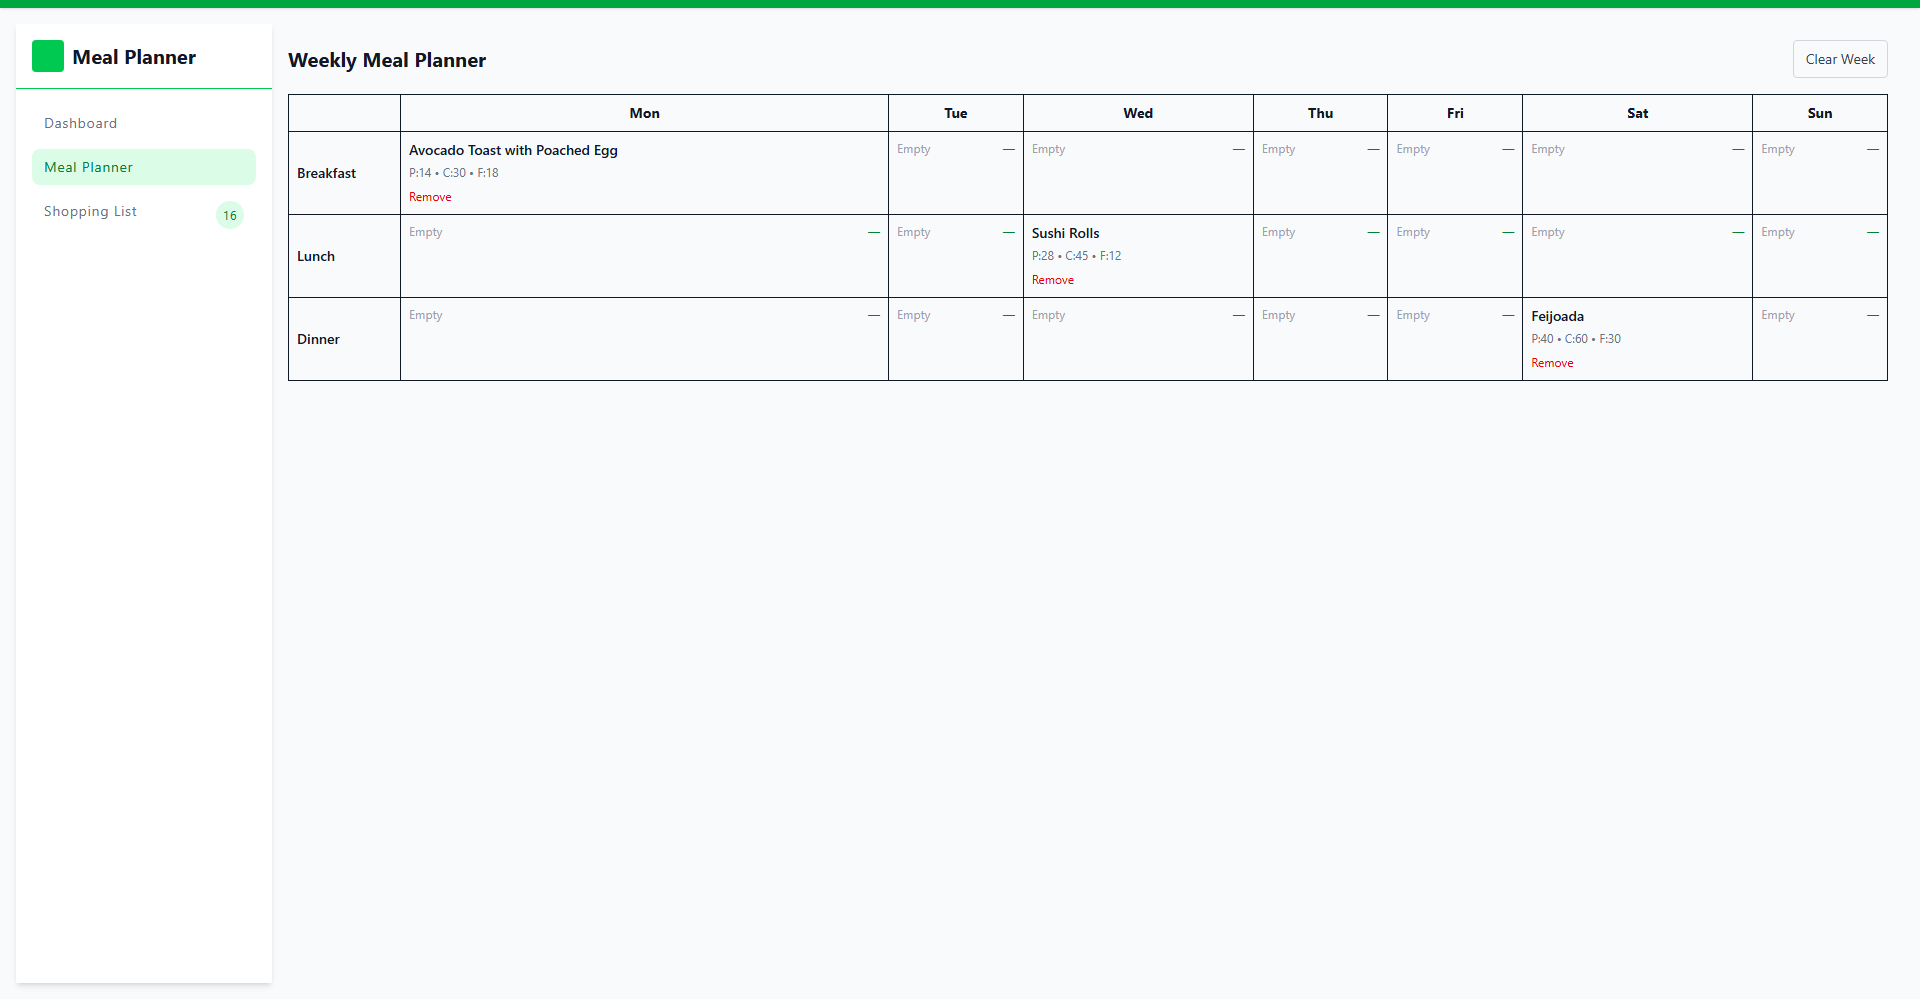 Meal Planner
Dashboard
Meal Planner
Shopping List 16
Weekly Meal Planner
Clear Week
Mon Tue Wed Thu Fri Sat Sun
Breakfast
Avocado Toast with Poached Egg
P:14 • C:30 • F:18
Remove
Empty —
Empty —
Empty —
Empty —
Empty —
Empty —
Lunch
Empty —
Empty —
Sushi Rolls
P:28 • C:45 • F:12
Remove
Empty —
Empty —
Empty —
Empty —
Dinner
Empty —
Empty —
Empty —
Empty —
Empty —
Feijoada
P:40 • C:60 • F:30
Remove
Empty —